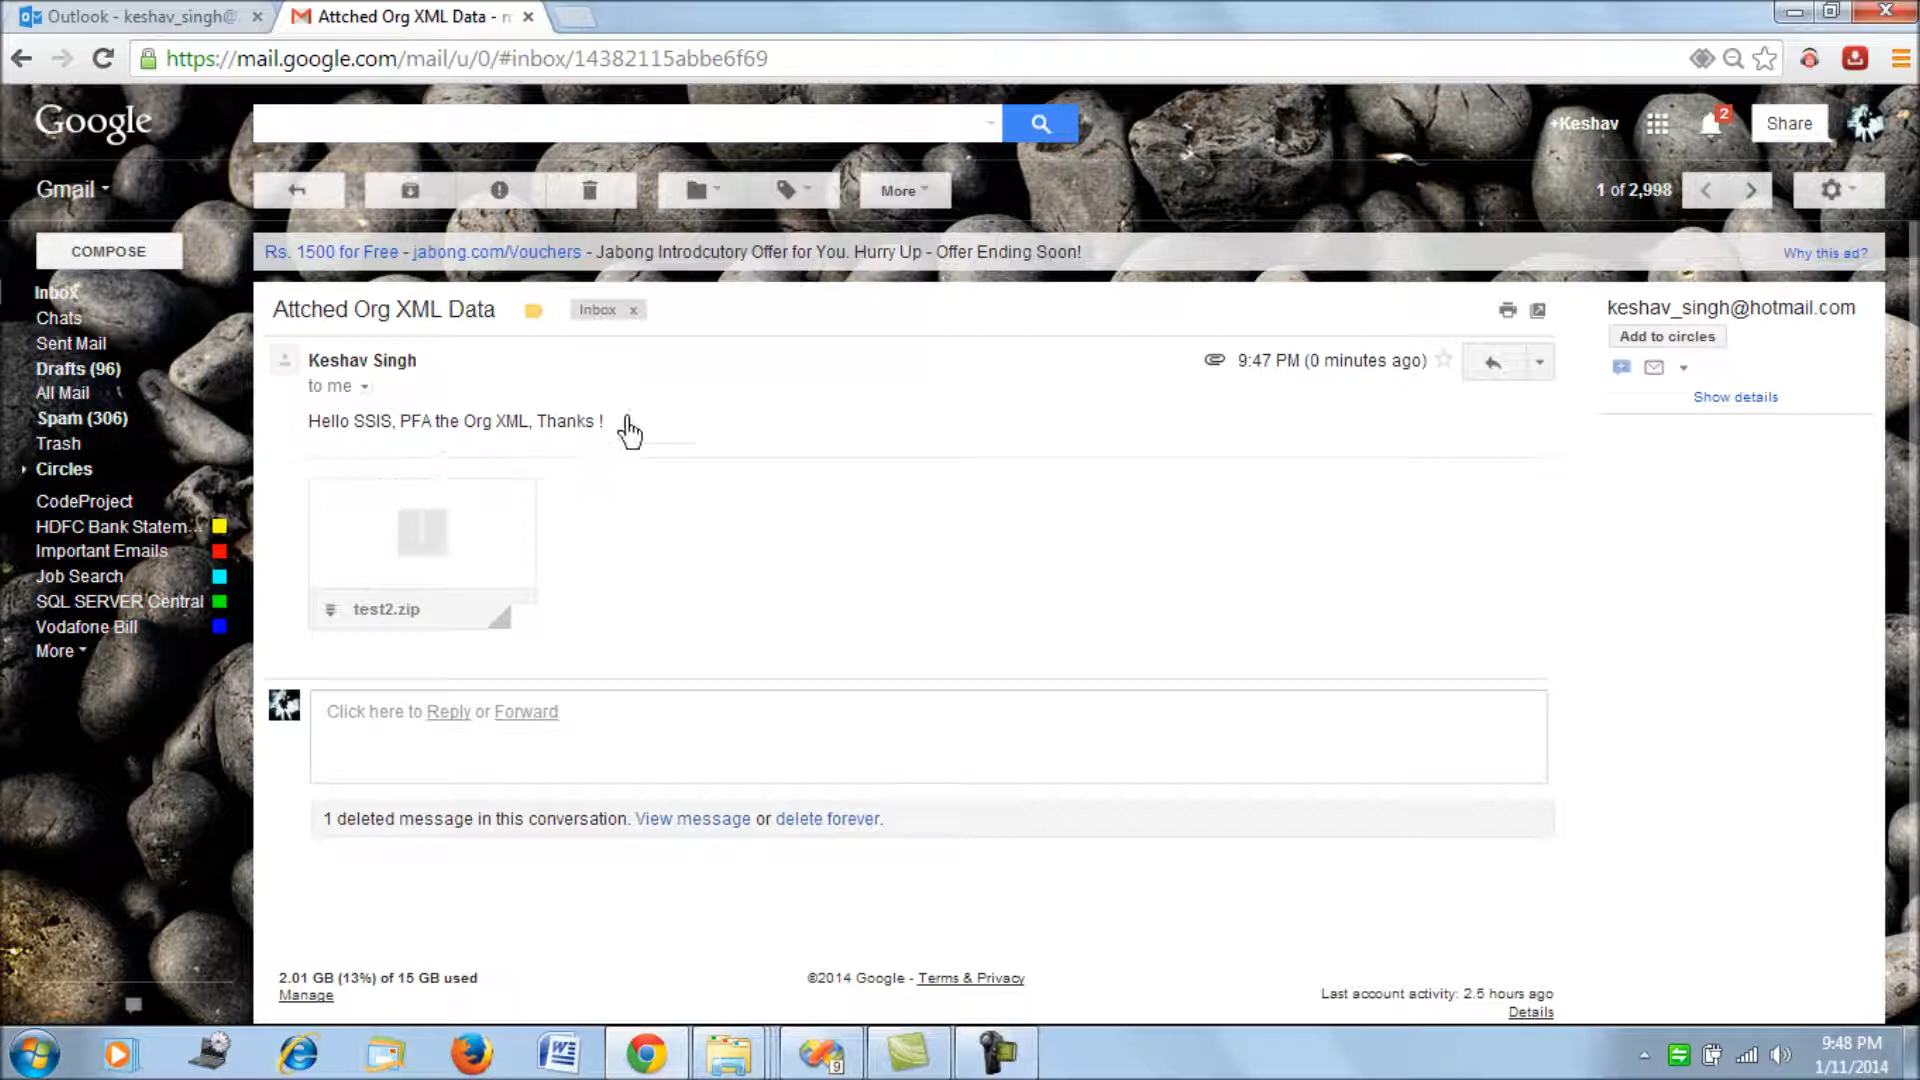 Outlook - keshav_singh@
Attched Org XML Data - m
https://mail.google.com/mail/u/0/#inbox/14382115abbe6f69
Google
+Keshav
2
Share
Gmail
More
1 of 2,998
COMPOSE
Rs. 1500 for Free - jabong.com/Vouchers - Jabong Introdcutory Offer for You. Hurry Up - Offer Ending Soon!
Why this ad?
Inbox
Chats
Sent Mail
Drafts (96)
All Mail
Spam (306)
Trash
Circles
CodeProject
HDFC Bank Statem...
Important Emails
Job Search
SQL SERVER Central
Vodafone Bill
More
Attched Org XML Data
Inbox x
Keshav Singh
9:47 PM (0 minutes ago)
to me
Hello SSIS, PFA the Org XML, Thanks !
test2.zip
Click here to Reply or Forward
1 deleted message in this conversation. View message or delete forever.
keshav_singh@hotmail.com
Add to circles
Show details
2.01 GB (13%) of 15 GB used
Manage
©2014 Google - Terms & Privacy
Last account activity: 2.5 hours ago
Details
9
9:48 PM
1/11/2014